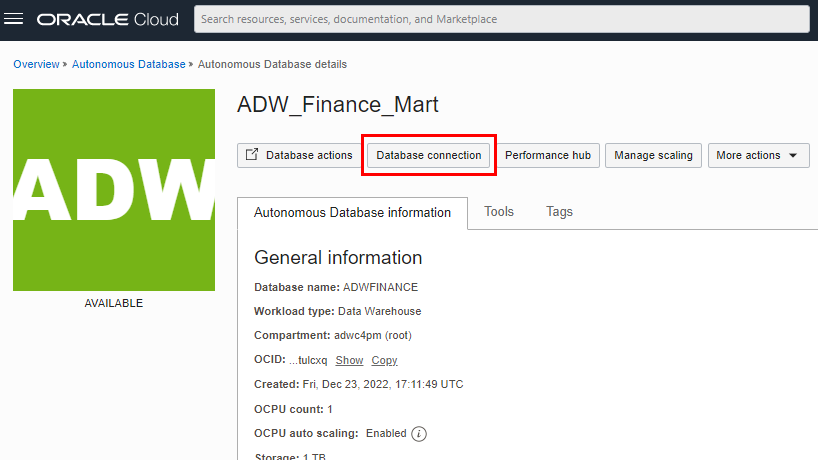 ORACLE Cloud
Search resources, services, documentation, and Marketplace
Overview » Autonomous Database » Autonomous Database details
ADW
AVAILABLE
ADW_Finance_Mart
Database actions
Database connection
Performance hub
Manage scaling
More actions
Autonomous Database information
Tools
Tags
General information
Database name: ADWFINANCE
Workload type: Data Warehouse
Compartment: adwc4pm (root)
OCID: ...tulcxq Show Copy
Created: Fri, Dec 23, 2022, 17:11:49 UTC
OCPU count: 1
OCPU auto scaling: Enabled i
Storage: 1 TB